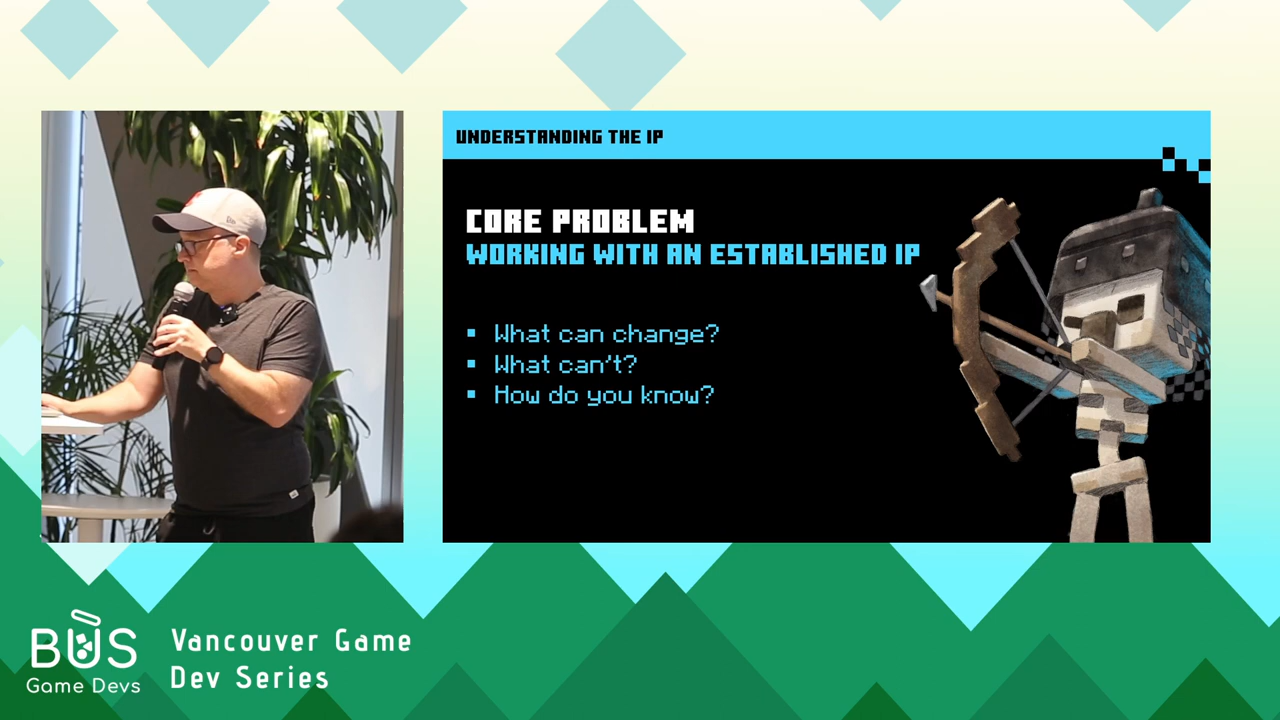 UNDERSTANDING THE IP
CORE PROBLEM
WORKING WITH AN ESTABLISHED IP
▪ What can change?
▪ What can't?
▪ How do you know?
BUS
Game Devs
Vancouver Game
Dev Series